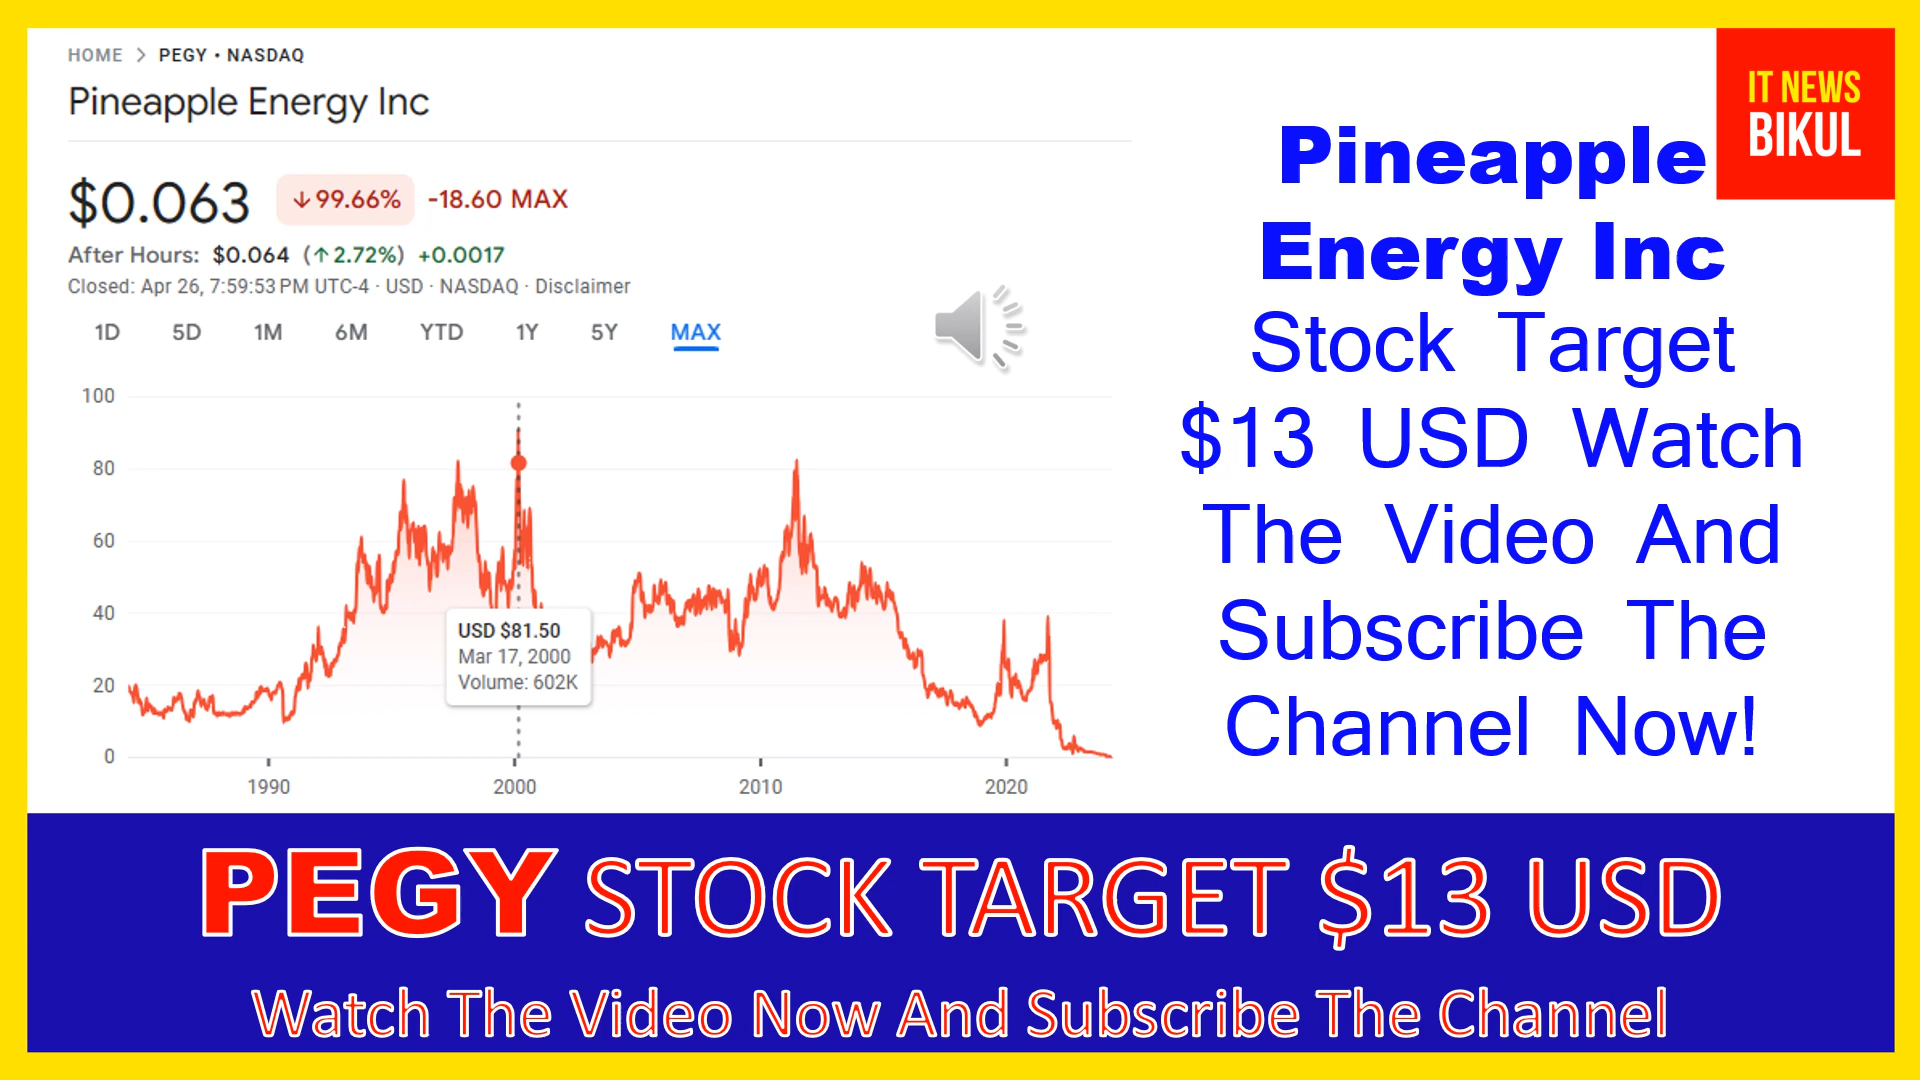 HOME > PEGY • NASDAQ
Pineapple Energy Inc
$0.063 ↓99.66% -18.60 MAX
After Hours: $0.064 (↑2.72%) +0.0017
Closed: Apr 26, 7:59:53 PM UTC-4 · USD · NASDAQ · Disclaimer
1D 5D 1M 6M YTD 1Y 5Y MAX
100
80
60
40
20
0
USD $81.50
Mar 17, 2000
Volume: 602K
1990 2000 2010 2020
IT NEWS
BIKUL
Pineapple
Energy Inc
Stock Target
$13 USD Watch
The Video And
Subscribe The
Channel Now!
PEGY STOCK TARGET $13 USD
Watch The Video Now And Subscribe The Channel